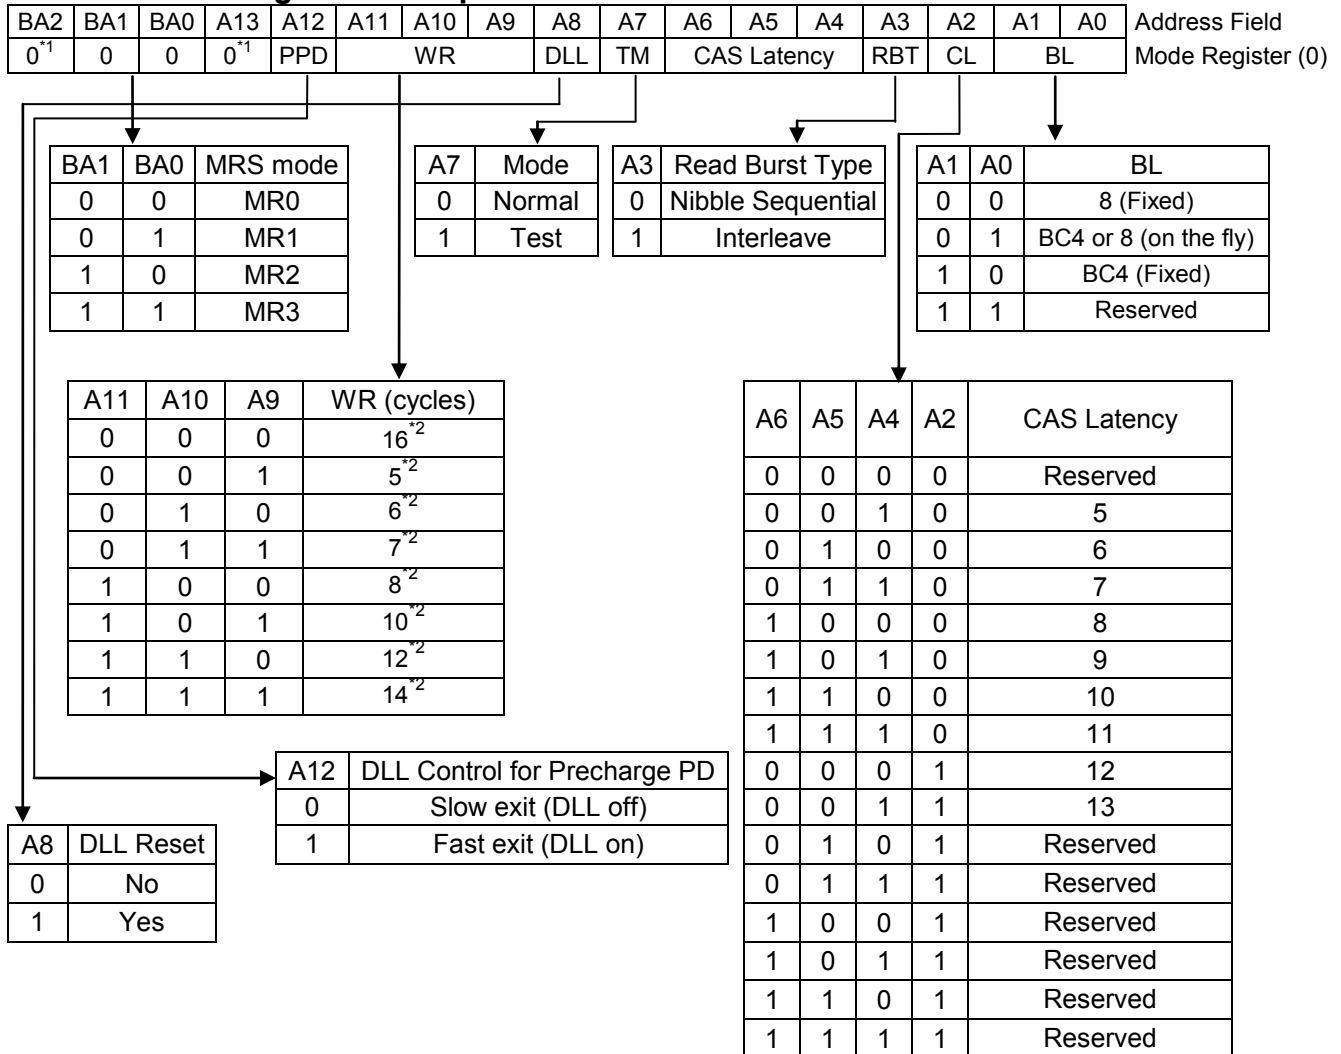 BA2 BA1 BA0 A13 A12 A11 A10 A9 A8 A7 A6 A5 A4 A3 A2 A1 A0 Address Field
0*1 0 0 0*1 PPD WR DLL TM CAS Latency RBT CL BL Mode Register (0)
BA1 BA0 MRS mode
0 0 MR0
0 1 MR1
1 0 MR2
1 1 MR3
A7 Mode
0 Normal
1 Test
A3 Read Burst Type
0 Nibble Sequential
1 Interleave
A1 A0 BL
0 0 8 (Fixed)
0 1 BC4 or 8 (on the fly)
1 0 BC4 (Fixed)
1 1 Reserved
A11 A10 A9 WR (cycles)
0 0 0 16*2
0 0 1 5*2
0 1 0 6*2
0 1 1 7*2
1 0 0 8*2
1 0 1 10*2
1 1 0 12*2
1 1 1 14*2
A6 A5 A4 A2 CAS Latency
0 0 0 0 Reserved
0 0 1 0 5
0 1 0 0 6
0 1 1 0 7
1 0 0 0 8
1 0 1 0 9
1 1 0 0 10
1 1 1 0 11
0 0 0 1 12
0 0 1 1 13
0 1 0 1 Reserved
0 1 1 1 Reserved
1 0 0 1 Reserved
1 0 1 1 Reserved
1 1 0 1 Reserved
1 1 1 1 Reserved
A12 DLL Control for Precharge PD
0 Slow exit (DLL off)
1 Fast exit (DLL on)
A8 DLL Reset
0 No
1 Yes